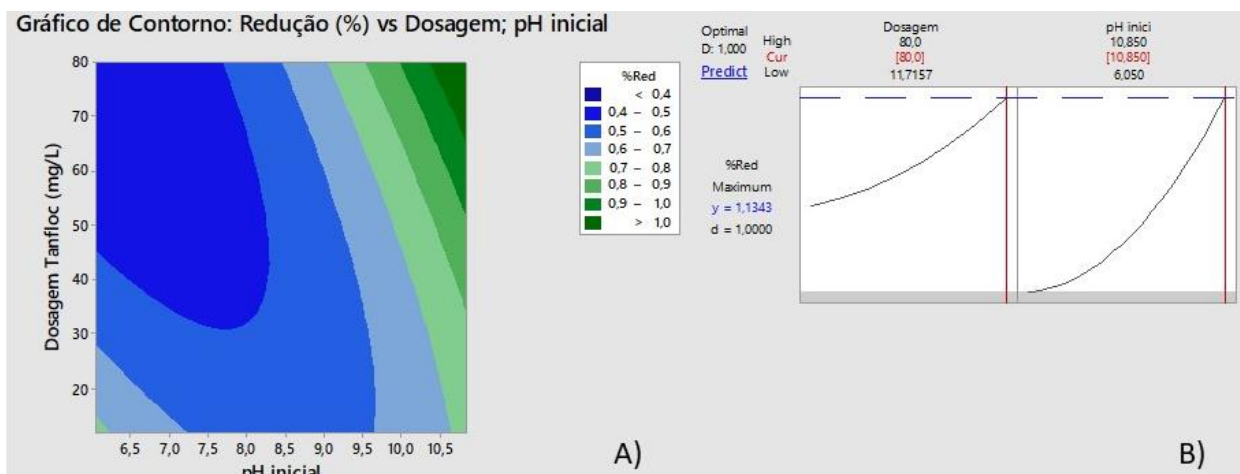 Gráfico de Contorno: Redução (%) vs Dosagem; pH inicial
80
70
60
50
40
30
20
Dosagem Tanfloc (mg/L)
6,5 7,0 7,5 8,0 8,5 9,0 9,5 10,0 10,5
pH inicial
%Red
< 0,4
0,4 – 0,5
0,5 – 0,6
0,6 – 0,7
0,7 – 0,8
0,8 – 0,9
0,9 – 1,0
> 1,0
A)
Optimal
D: 1,000
Predict
High
Cur
Low
Dosagem
80,0
[80,0]
11,7157
pH inici
10,850
[10,850]
6,050
%Red
Maximum
y = 1,1343
d = 1,0000
B)